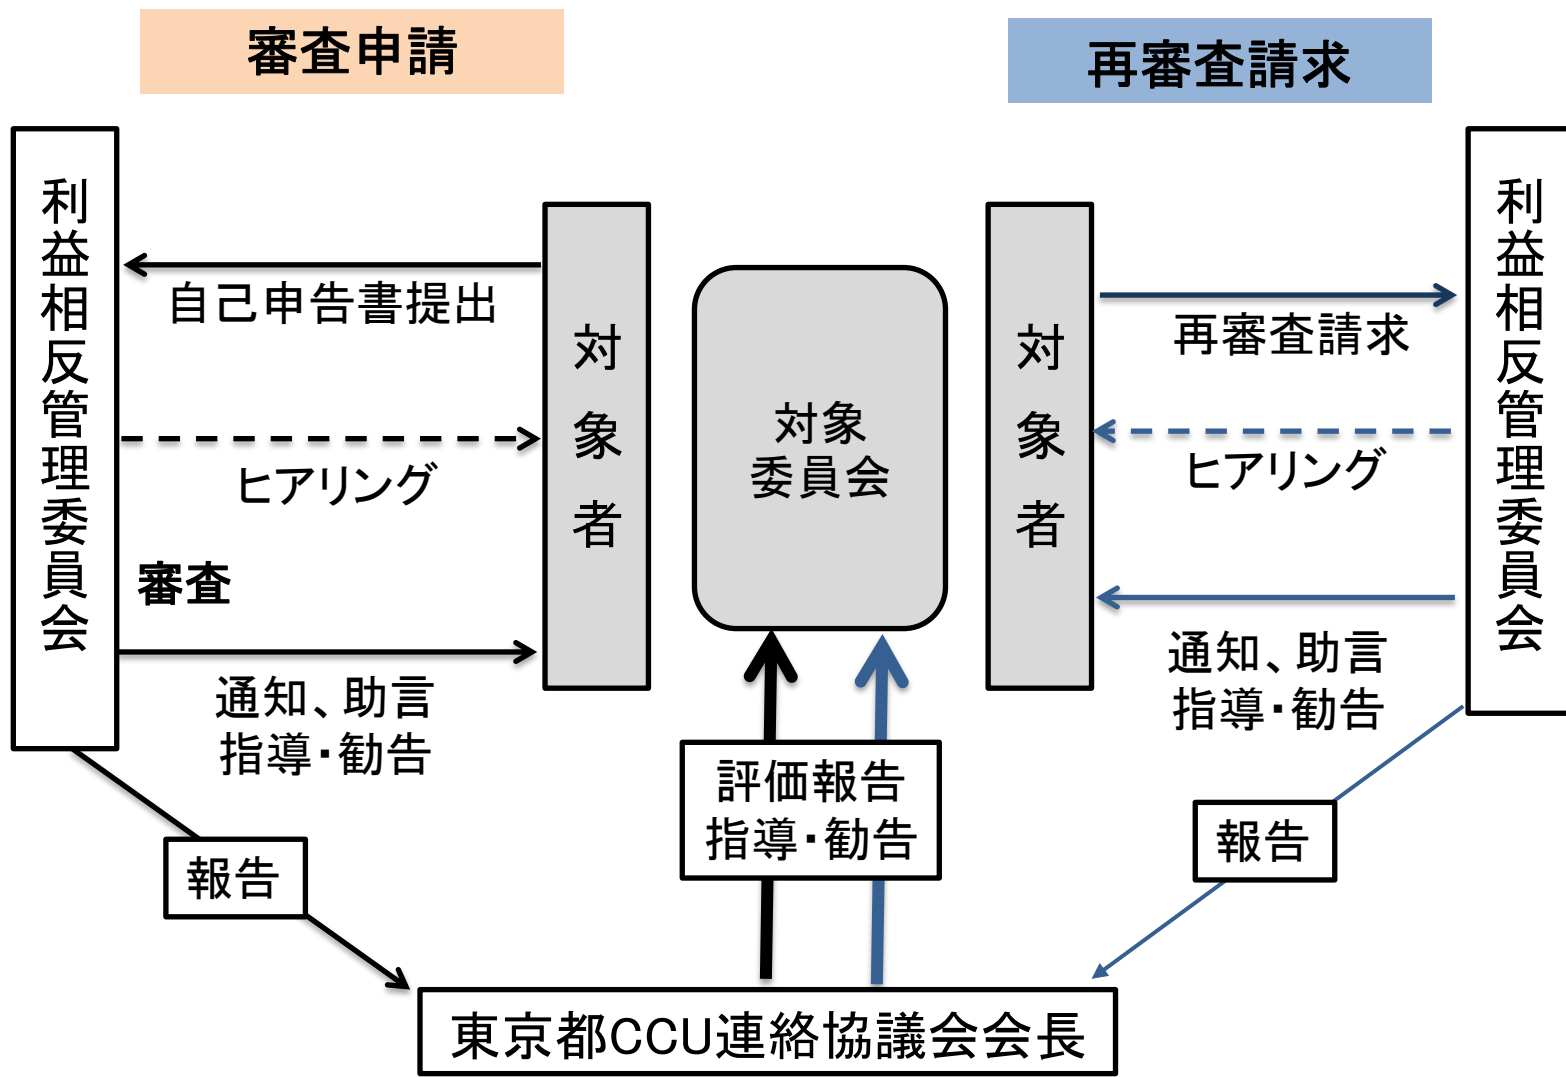 審査申請
再審査請求
利益相反管理委員会
自己申告書提出
ヒアリング
審査
通知、助言
指導・勧告
対象者
対象
委員会
対象者
再審査請求
ヒアリング
通知、助言
指導・勧告
利益相反管理委員会
報告
評価報告
指導・勧告
報告
東京都CCU連絡協議会会長